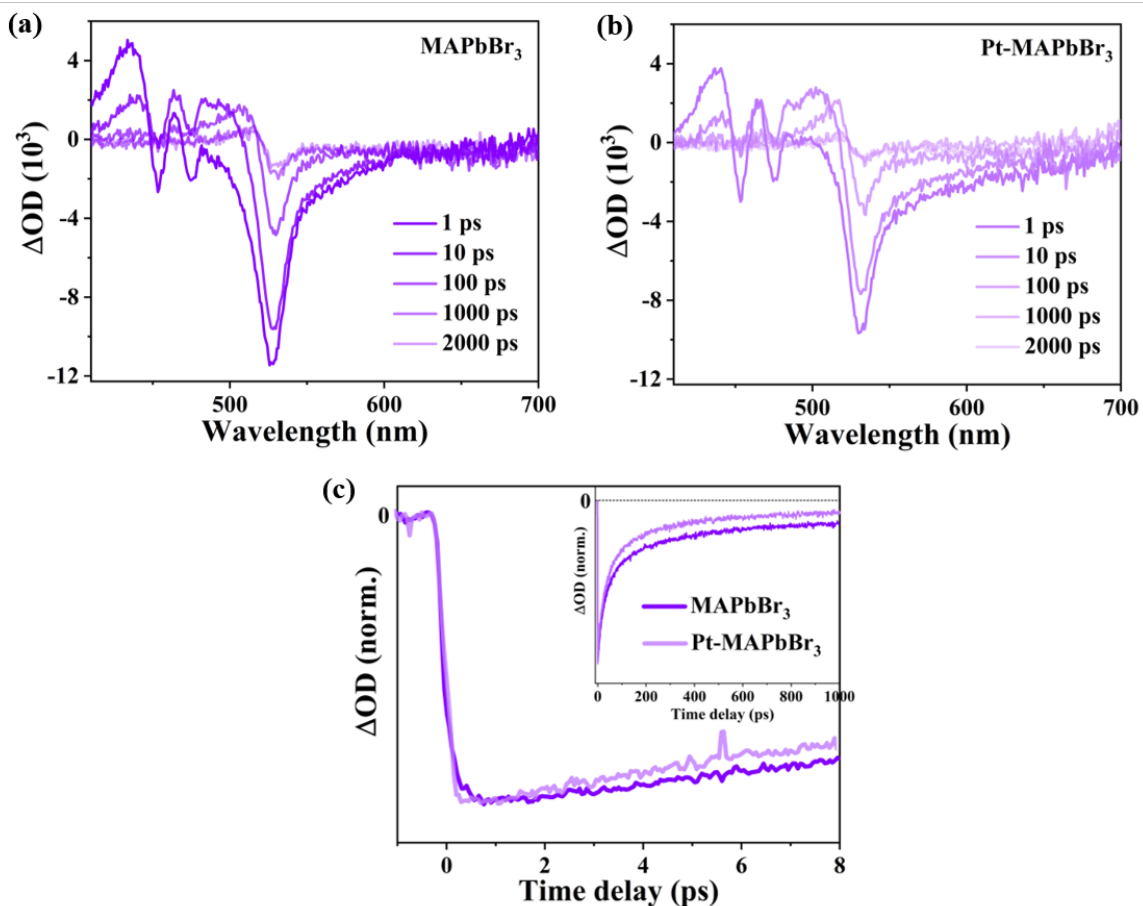 (a)
MAPbBr₃
4
0
-4
-8
-12
ΔOD (10³)
1 ps
10 ps
100 ps
1000 ps
2000 ps
500
600
700
Wavelength (nm)
(b)
Pt-MAPbBr₃
4
0
-4
-8
-12
ΔOD (10³)
1 ps
10 ps
100 ps
1000 ps
2000 ps
500
600
700
Wavelength (nm)
(c)
0
ΔOD (norm.)
0
ΔOD (norm.)
MAPbBr₃
Pt-MAPbBr₃
0
200
400
600
800
1000
Time delay (ps)
0
2
4
6
8
Time delay (ps)